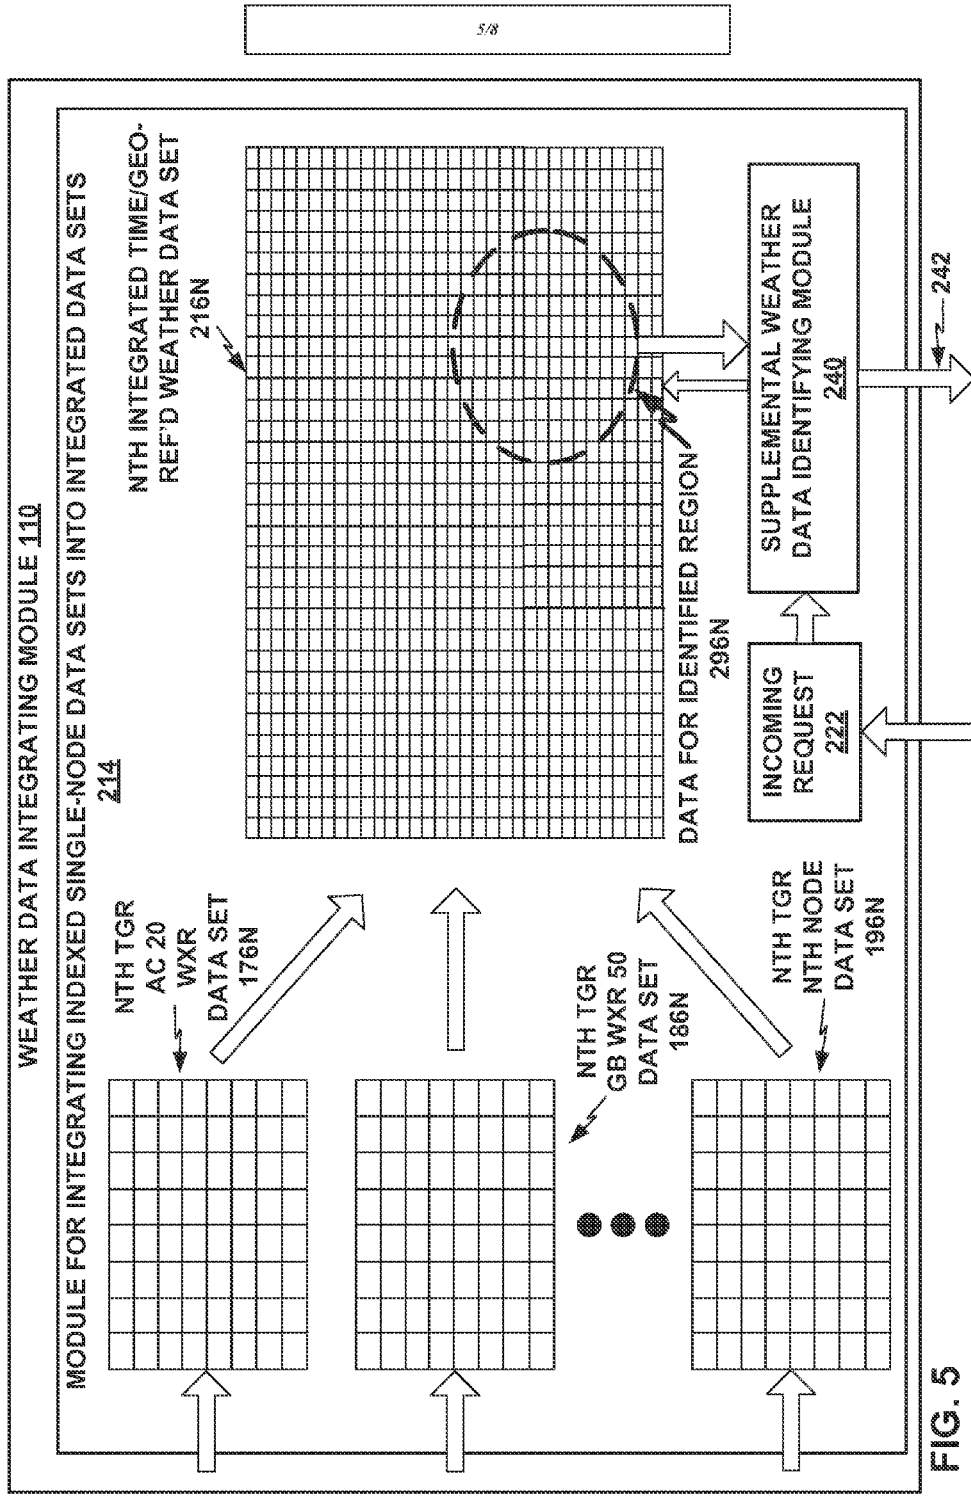 5/8
WEATHER DATA INTEGRATING MODULE 110
MODULE FOR INTEGRATING INDEXED SINGLE-NODE DATA SETS INTO INTEGRATED DATA SETS
214
NTH TGR
AC 20
WXR
DATA SET
176N
NTH INTEGRATED TIME/GEO-
REF'D WEATHER DATA SET
216N
NTH TGR
GB WXR 50
DATA SET
186N
NTH TGR
NTH NODE
DATA SET
196N
DATA FOR IDENTIFIED REGION
296N
INCOMING
REQUEST
222
SUPPLEMENTAL WEATHER
DATA IDENTIFYING MODULE
240
242
FIG. 5